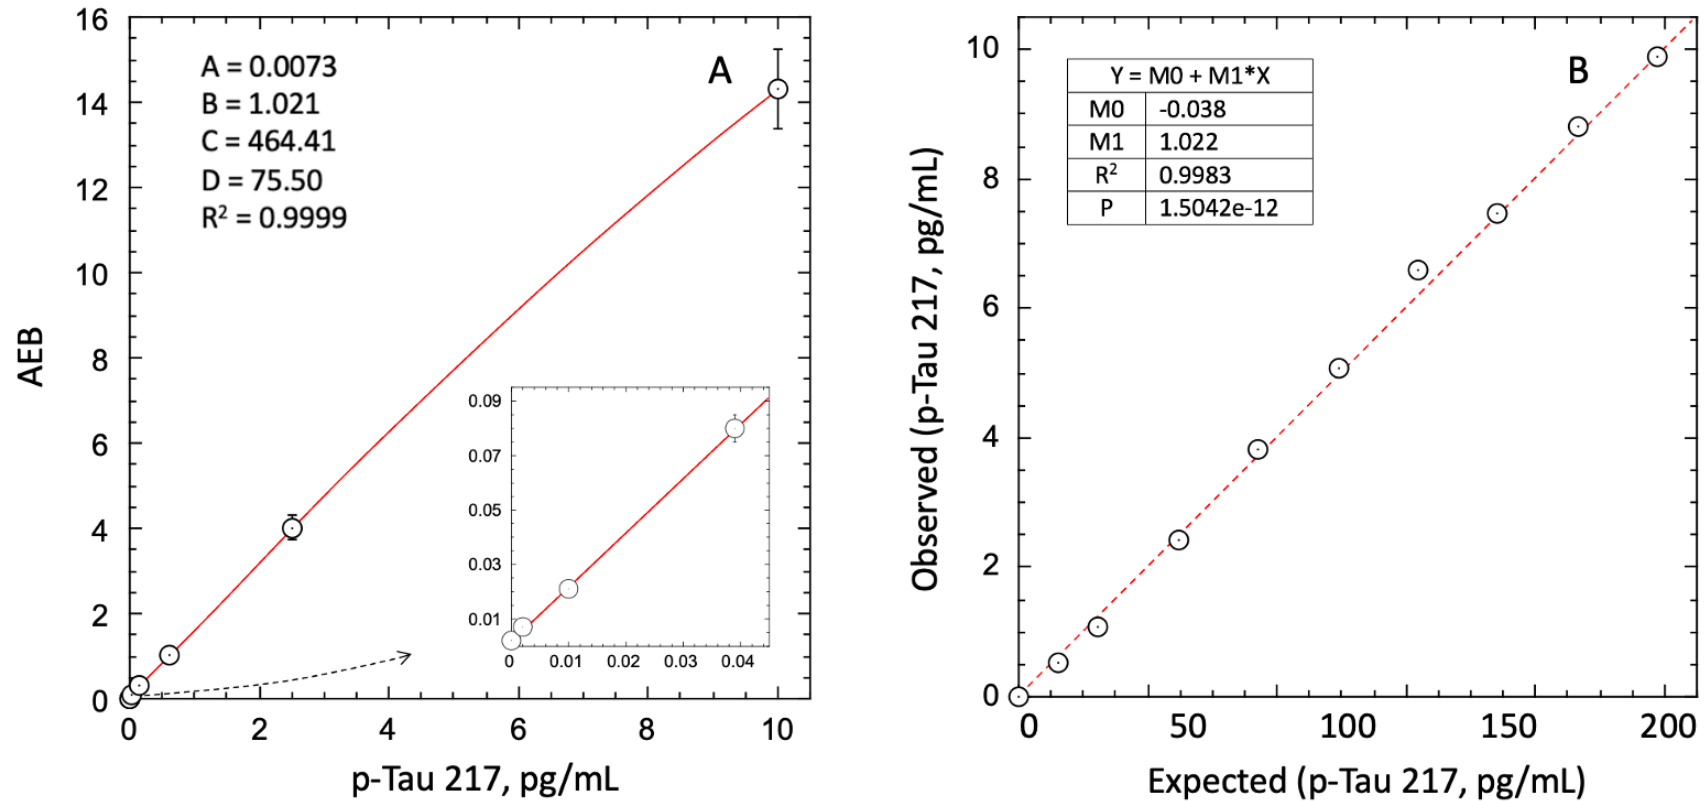 A
A = 0.0073
B = 1.021
C = 464.41
D = 75.50
R² = 0.9999
AEB
16
14
12
10
8
6
4
2
0
0 2 4 6 8 10
p-Tau 217, pg/mL
0.09
0.07
0.05
0.03
0.01
0 0.01 0.02 0.03 0.04
B
Y = M0 + M1*X
M0 -0.038
M1 1.022
R² 0.9983
P 1.5042e-12
Observed (p-Tau 217, pg/mL)
10
8
6
4
2
0
0 50 100 150 200
Expected (p-Tau 217, pg/mL)